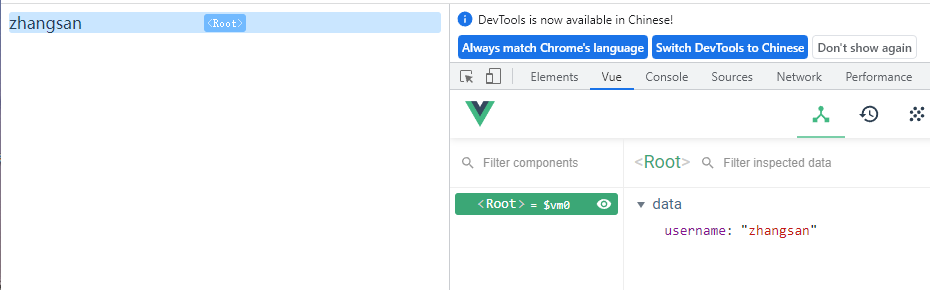 zhangsan <Root>
DevTools is now available in Chinese!
Always match Chrome's language Switch DevTools to Chinese Don't show again
Elements Vue Console Sources Network Performance
Filter components <Root> Filter inspected data
<Root> = $vm0 data
username: "zhangsan"